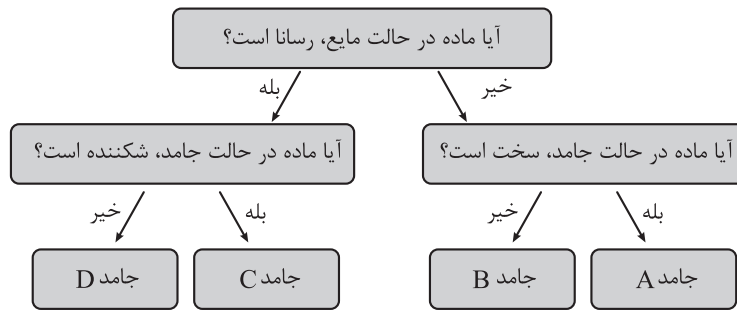 آیا ماده در حالت مایع، رسانا است؟
خیر
بله
آیا ماده در حالت جامد، سخت است؟
آیا ماده در حالت جامد، شکننده است؟
بله
خیر
بله
خیر
جامد A
جامد B
جامد C
جامد D